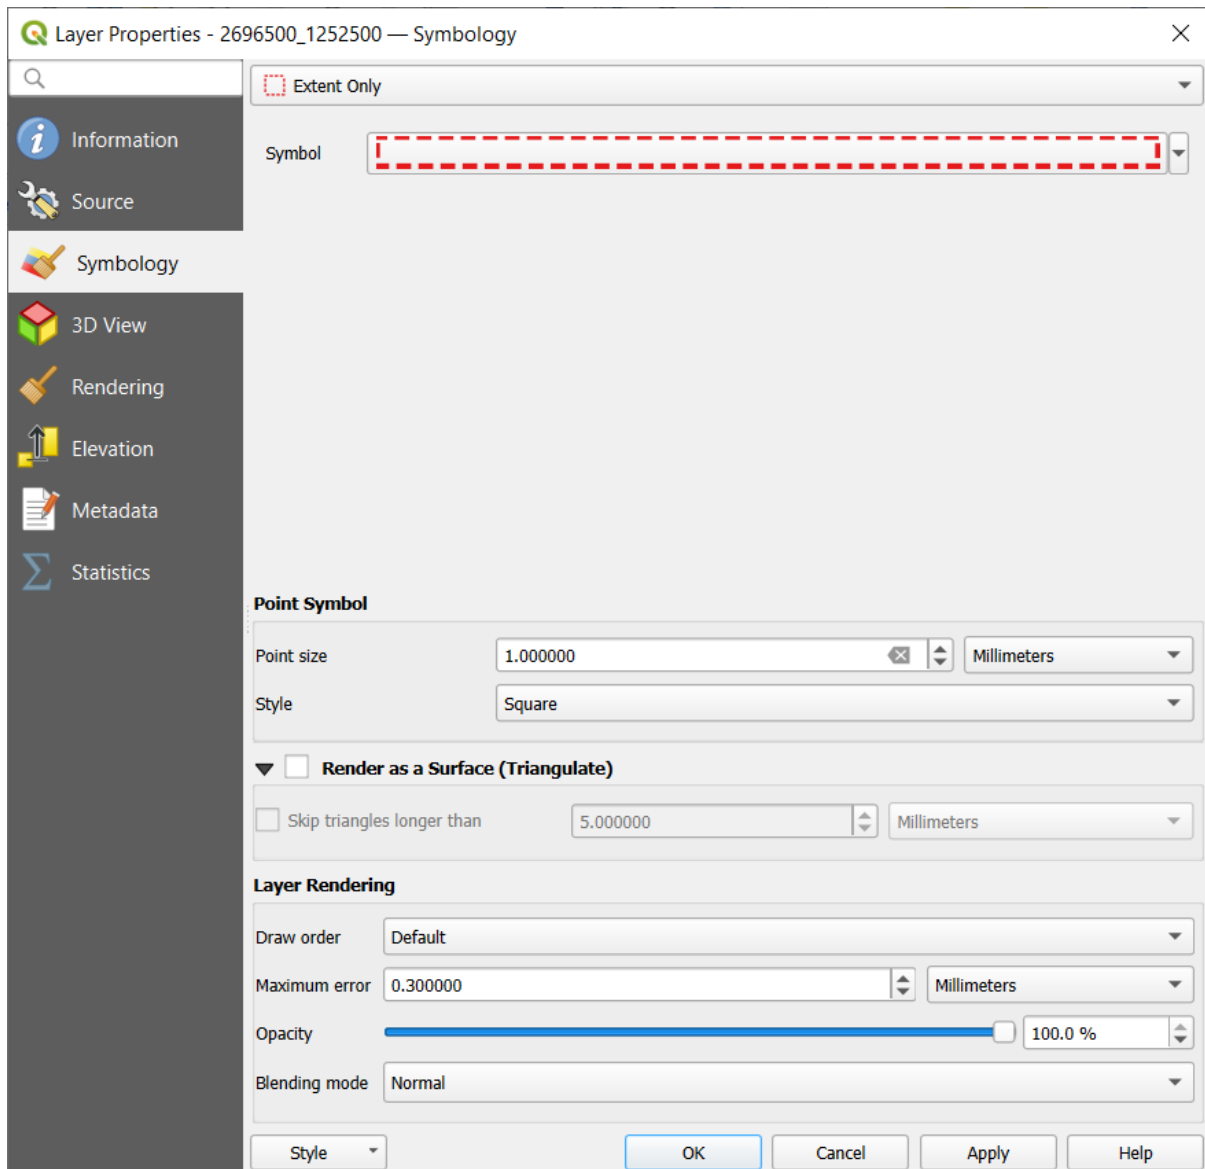 Layer Properties - 2696500_1252500 — Symbology
Extent Only
Information
Symbol
Source
Symbology
3D View
Rendering
Elevation
Metadata
Statistics
Point Symbol
Point size 1.000000 Millimeters
Style Square
Render as a Surface (Triangulate)
Skip triangles longer than 5.000000 Millimeters
Layer Rendering
Draw order Default
Maximum error 0.300000 Millimeters
Opacity 100.0 %
Blending mode Normal
Style OK Cancel Apply Help